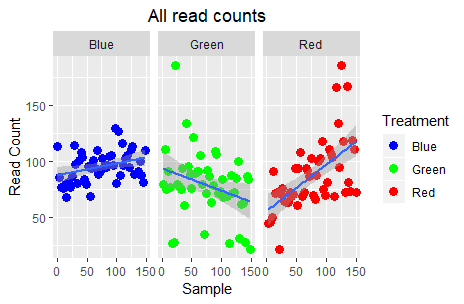 All read counts
Blue Green Red
Read Count
150
100
50
0 50 100 150 0 50 100 150 0 50 100 150
Sample
Treatment
Blue
Green
Red